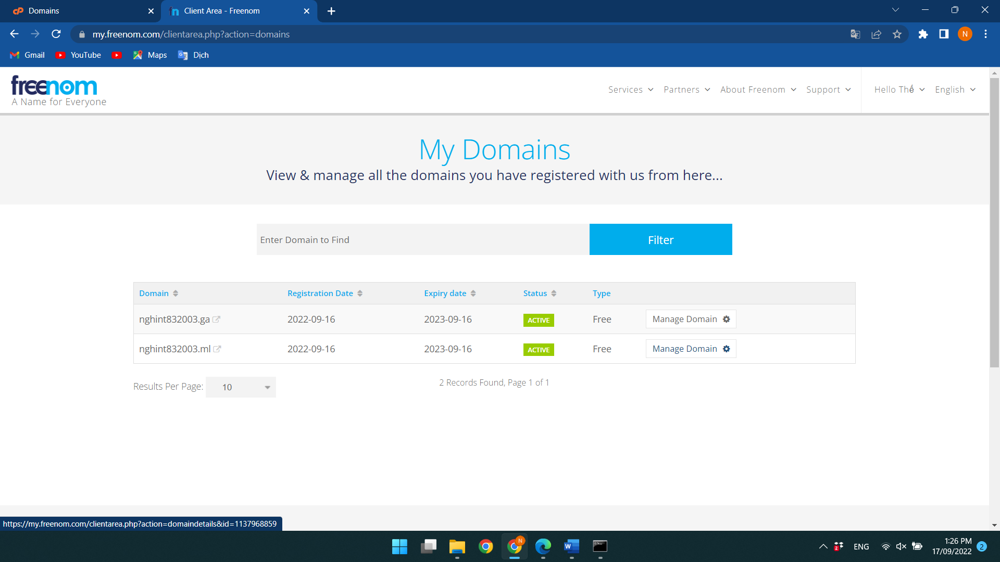 Domains
Client Area - Freenom
my.freenom.com/clientarea.php?action=domains
N
Gmail
YouTube
Maps
Dịch
freenom
A Name for Everyone
Services
Partners
About Freenom
Support
Hello Thế
English
My Domains
View & manage all the domains you have registered with us from here...
Enter Domain to Find
Filter
Domain Registration Date Expiry date Status Type
nghint832003.ga 2022-09-16 2023-09-16 ACTIVE Free Manage Domain
nghint832003.ml 2022-09-16 2023-09-16 ACTIVE Free Manage Domain
Results Per Page: 10
2 Records Found, Page 1 of 1
https://my.freenom.com/clientarea.php?action=domaindetails&id=1137968859
N
W
2
ENG
1:26 PM
17/09/2022
2